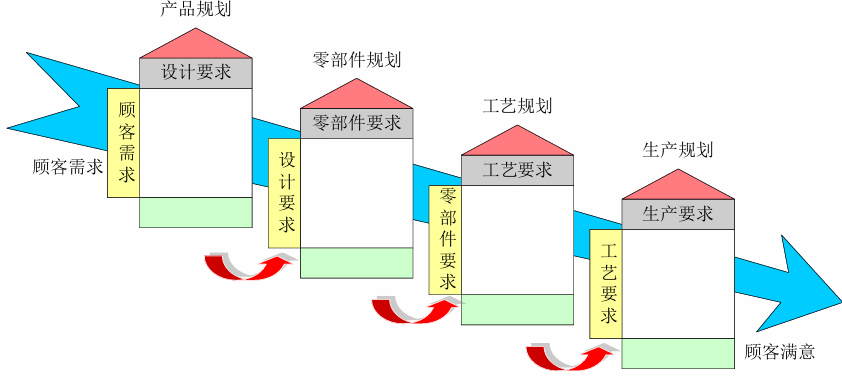 产品规划
设计要求
顾客需求
顾客需求
零部件规划
零部件要求
设计要求
工艺规划
工艺要求
零部件要求
生产规划
生产要求
工艺要求
顾客满意